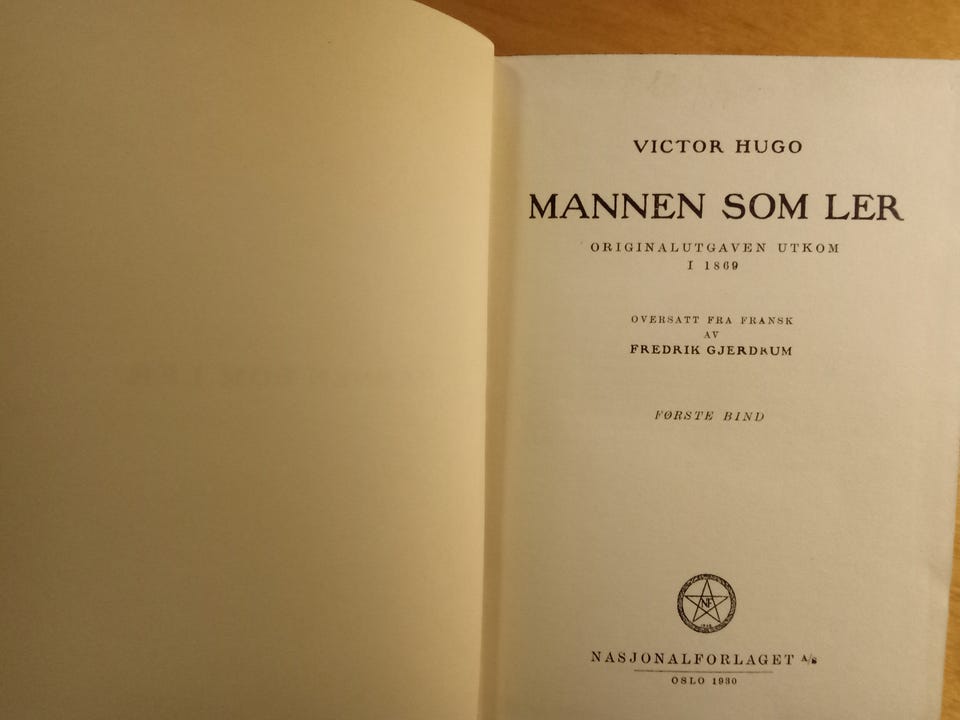 VICTOR HUGO
MANNEN SOM LER
ORIGINALUTGAVEN UTKOM
I 1869
OVERSATT FRA FRANSK
AV
FREDRIK GJERDRUM
FØRSTE BIND
NF
NASJONALFORLAGET A/S
OSLO 1930